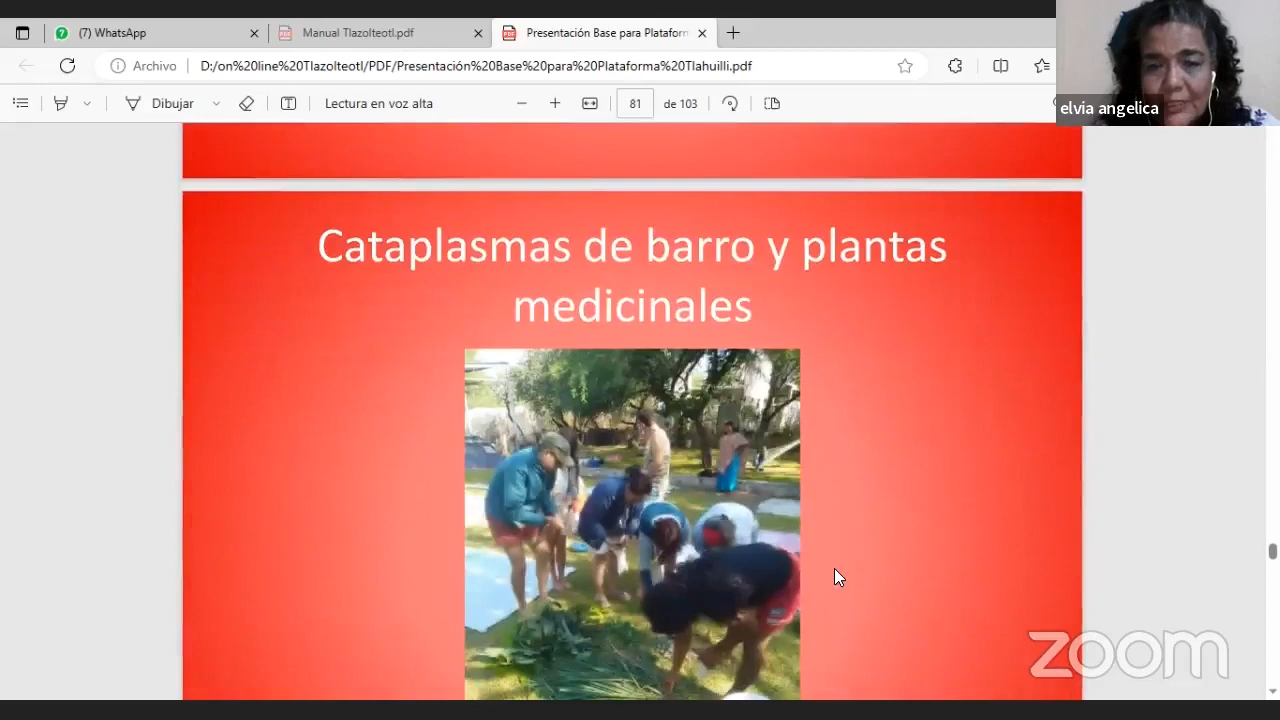 (7) WhatsApp
Manual Tlazolteotl.pdf
Presentación Base para Plataform
Archivo
D:/on%20line%20Tlazolteotl/PDF/Presentación%20Base%20para%20Plataforma%20Tlahuilli.pdf
Dibujar
Lectura en voz alta
81
de 103
elvia angelica
Cataplasmas de barro y plantas
medicinales
zoom